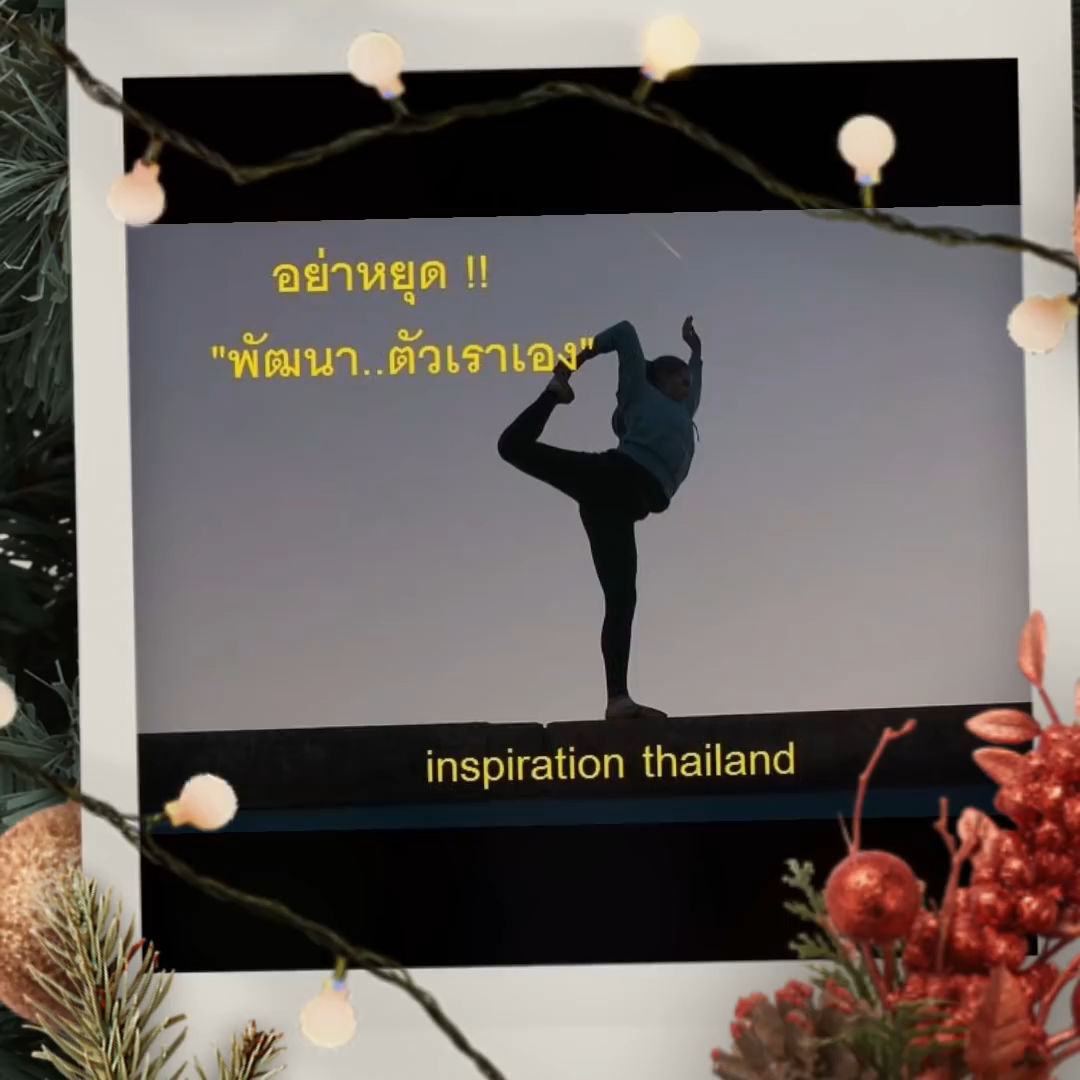 อย่าหยุด !!
"พัฒนา..ตัวเราเอง"
inspiration thailand